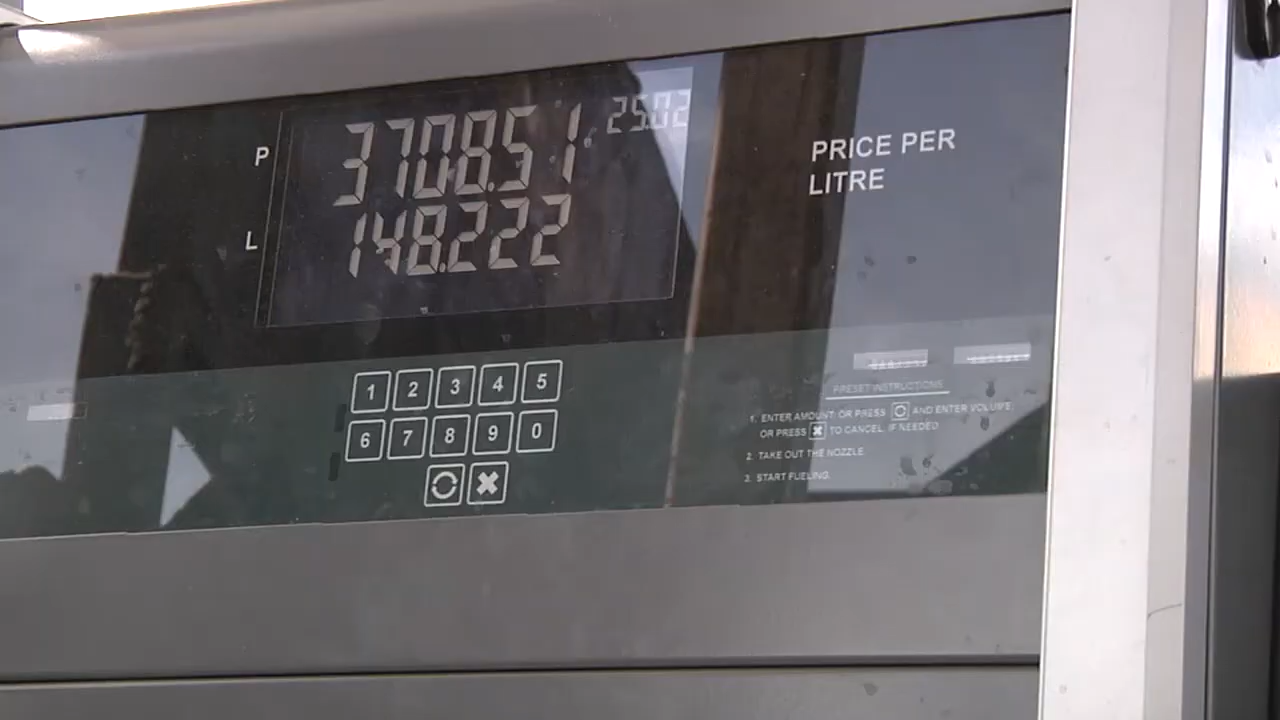 25.02
P 3708.51
L 148.222
PRICE PER
LITRE
1 2 3 4 5
6 7 8 9 0
PRESET INSTRUCTIONS
1. ENTER AMOUNT: OR PRESS AND ENTER VOLUME:
OR PRESS TO CANCEL, IF NEEDED
2. TAKE OUT THE NOZZLE
3. START FUELING.